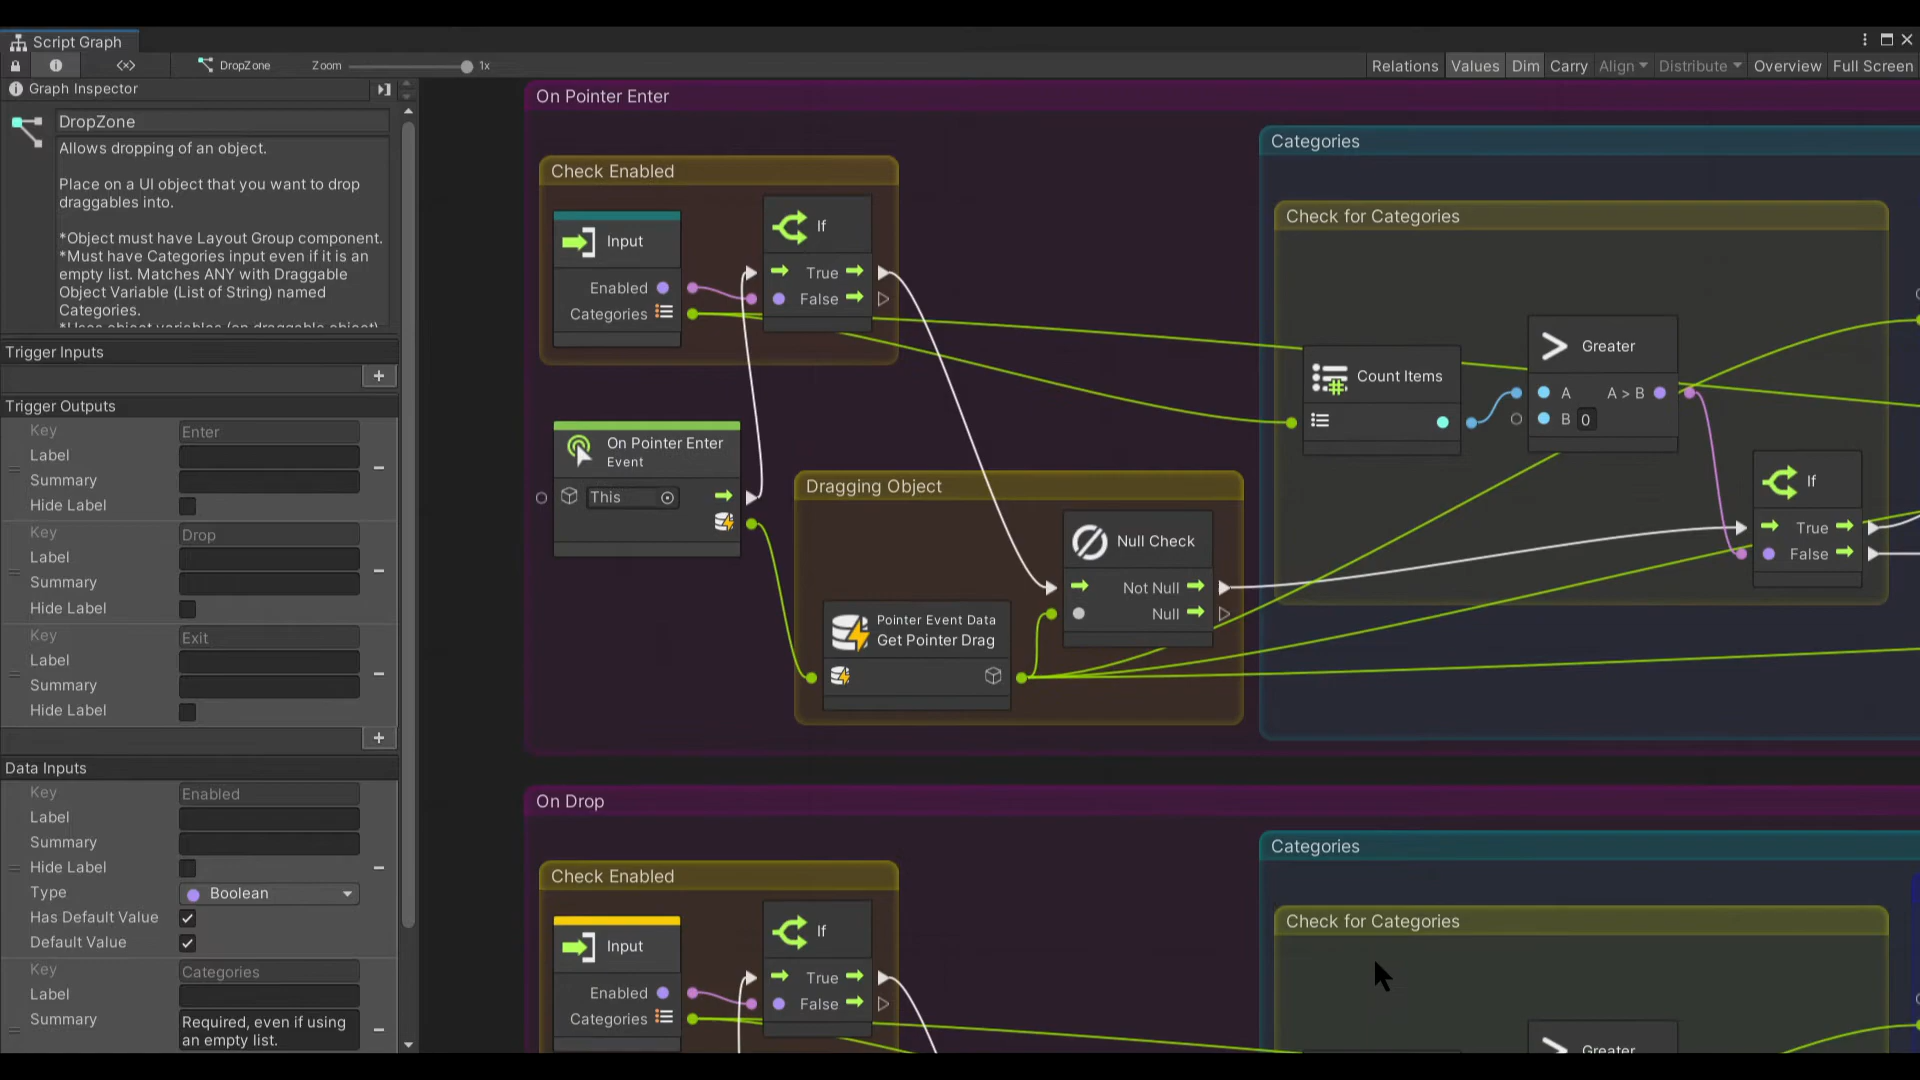 Script Graph
DropZone
Zoom
1x
Relations
Values
Dim
Carry
Align
Distribute
Overview
Full Screen
Graph Inspector
DropZone
Allows dropping of an object.
Place on a UI object that you want to drop
draggables into.
*Object must have Layout Group component.
*Must have Categories input even if it is an
empty list. Matches ANY with Draggable
Object Variable (List of String) named
Categories.
*Uses object variables (on draggable object)
Trigger Inputs
+
Trigger Outputs
Key Enter
Label
Summary
Hide Label
Key Drop
Label
Summary
Hide Label
Key Exit
Label
Summary
Hide Label
+
Data Inputs
Key Enabled
Label
Summary
Hide Label
Type Boolean
Has Default Value
Default Value
Key Categories
Label
Summary Required, even if using
an empty list.
On Pointer Enter
Check Enabled
Input
Enabled
Categories
If
True
False
On Pointer Enter
Event
This
Dragging Object
Pointer Event Data
Get Pointer Drag
Null Check
Not Null
Null
Categories
Check for Categories
Count Items
Greater
A A > B
B 0
If
True
False
On Drop
Check Enabled
Input
Enabled
Categories
If
True
False
Categories
Check for Categories
Greater